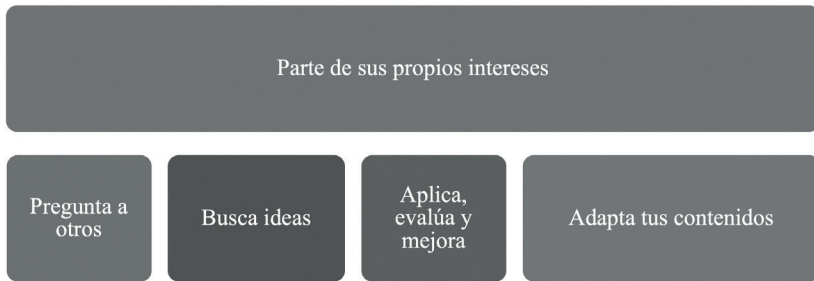 Parte de sus propios intereses
Pregunta a
otros
Busca ideas
Aplica,
evalúa y
mejora
Adapta tus contenidos